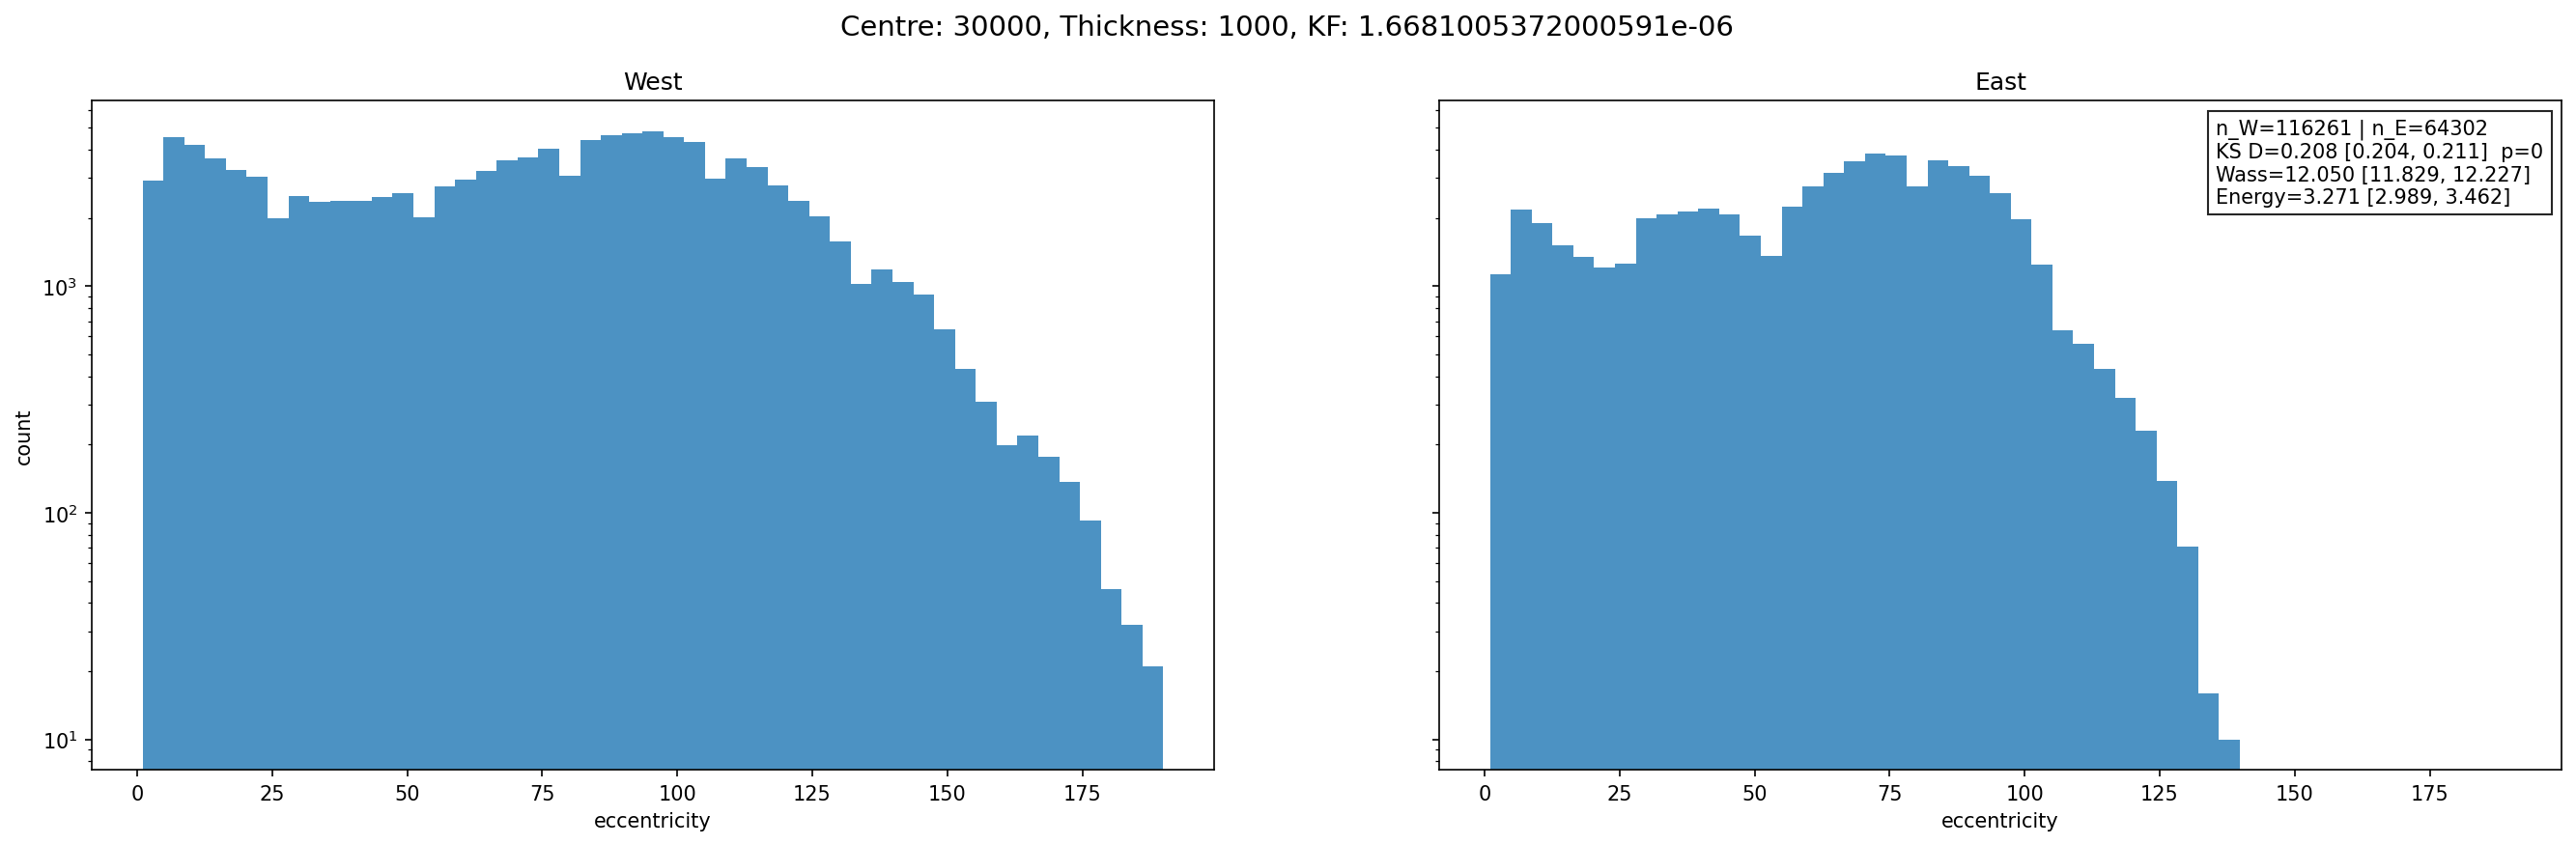 Centre: 30000, Thickness: 1000, KF: 1.6681005372000591e-06
West
East
n_W=116261 | n_E=64302
KS D=0.208 [0.204, 0.211]  p=0
Wass=12.050 [11.829, 12.227]
Energy=3.271 [2.989, 3.462]
count
10³
10²
10¹
0 25 50 75 100 125 150 175
0 25 50 75 100 125 150 175
eccentricity
eccentricity